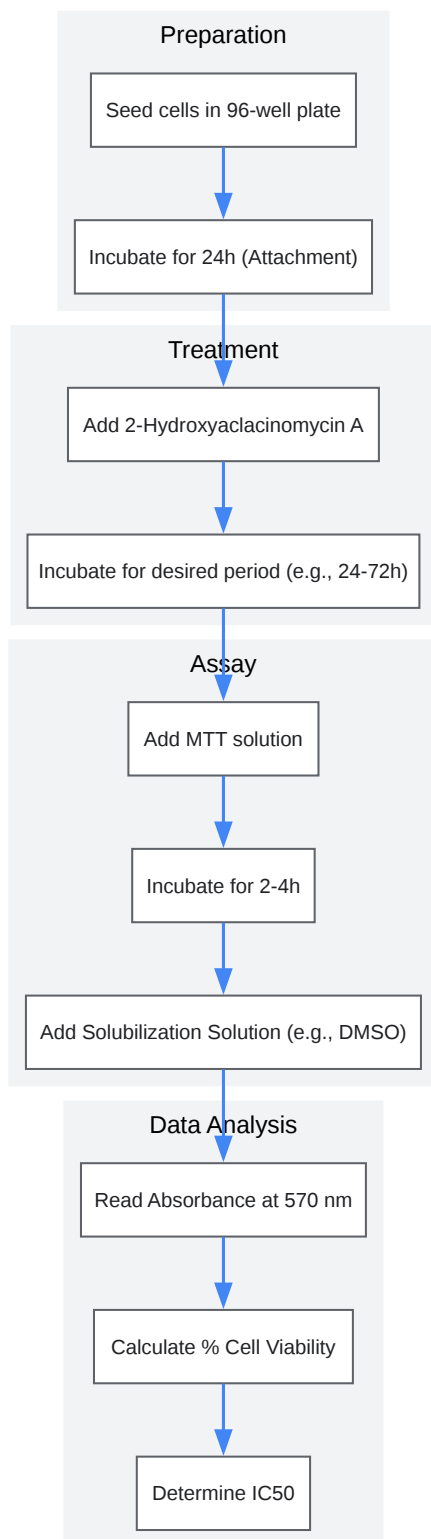 Preparation
Seed cells in 96-well plate
Incubate for 24h (Attachment)
Treatment
Add 2-Hydroxyaclacinomycin A
Incubate for desired period (e.g., 24-72h)
Assay
Add MTT solution
Incubate for 2-4h
Add Solubilization Solution (e.g., DMSO)
Data Analysis
Read Absorbance at 570 nm
Calculate % Cell Viability
Determine IC50